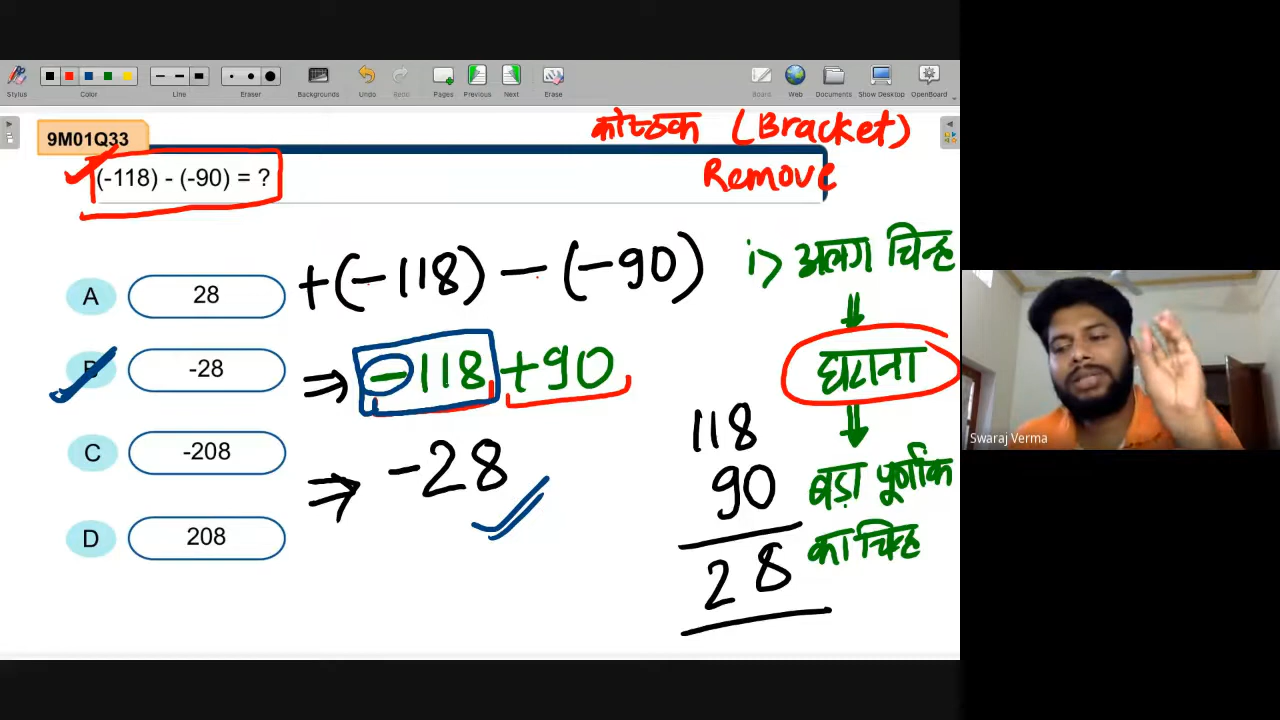 Stylus Color Line Eraser Backgrounds Undo Redo Pages Previous Next Erase Board Web Documents Show Desktop OpenBoard
9M01Q33
कोष्ठक (Bracket)
Remove
(-118) - (-90) = ?
+(-118) - (-90)
i> अलग चिन्ह
⇓
घटाना
⇓
बड़ा पूर्णांक
का चिन्ह
A 28
B -28
C -208
D 208
⇒ -118 +90
⇒ -28
118
90
28
Swaraj Verma